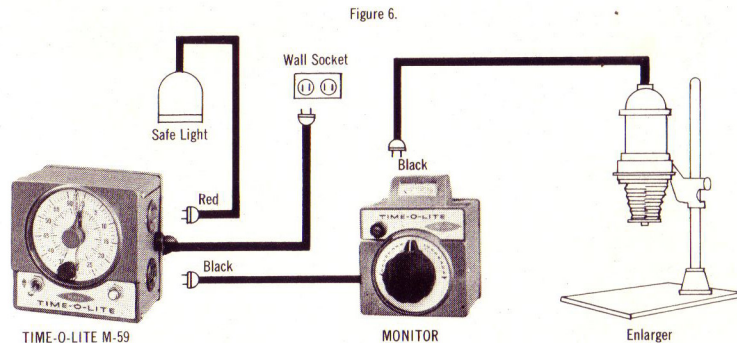 Figure 6.
Wall Socket
Safe Light
Black
Red
TIME-O-LITE
Black
TIME-O-LITE
TIME-O-LITE M-59
MONITOR
Enlarger